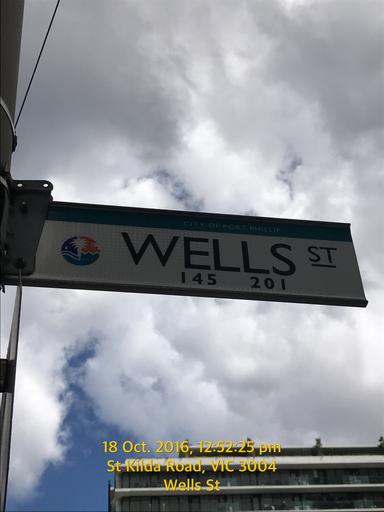 CITY OF PORT PHILLIP
WELLS ST
145 201
18 Oct. 2016, 12:52:25 pm
St Kilda Road, VIC 3004
Wells St